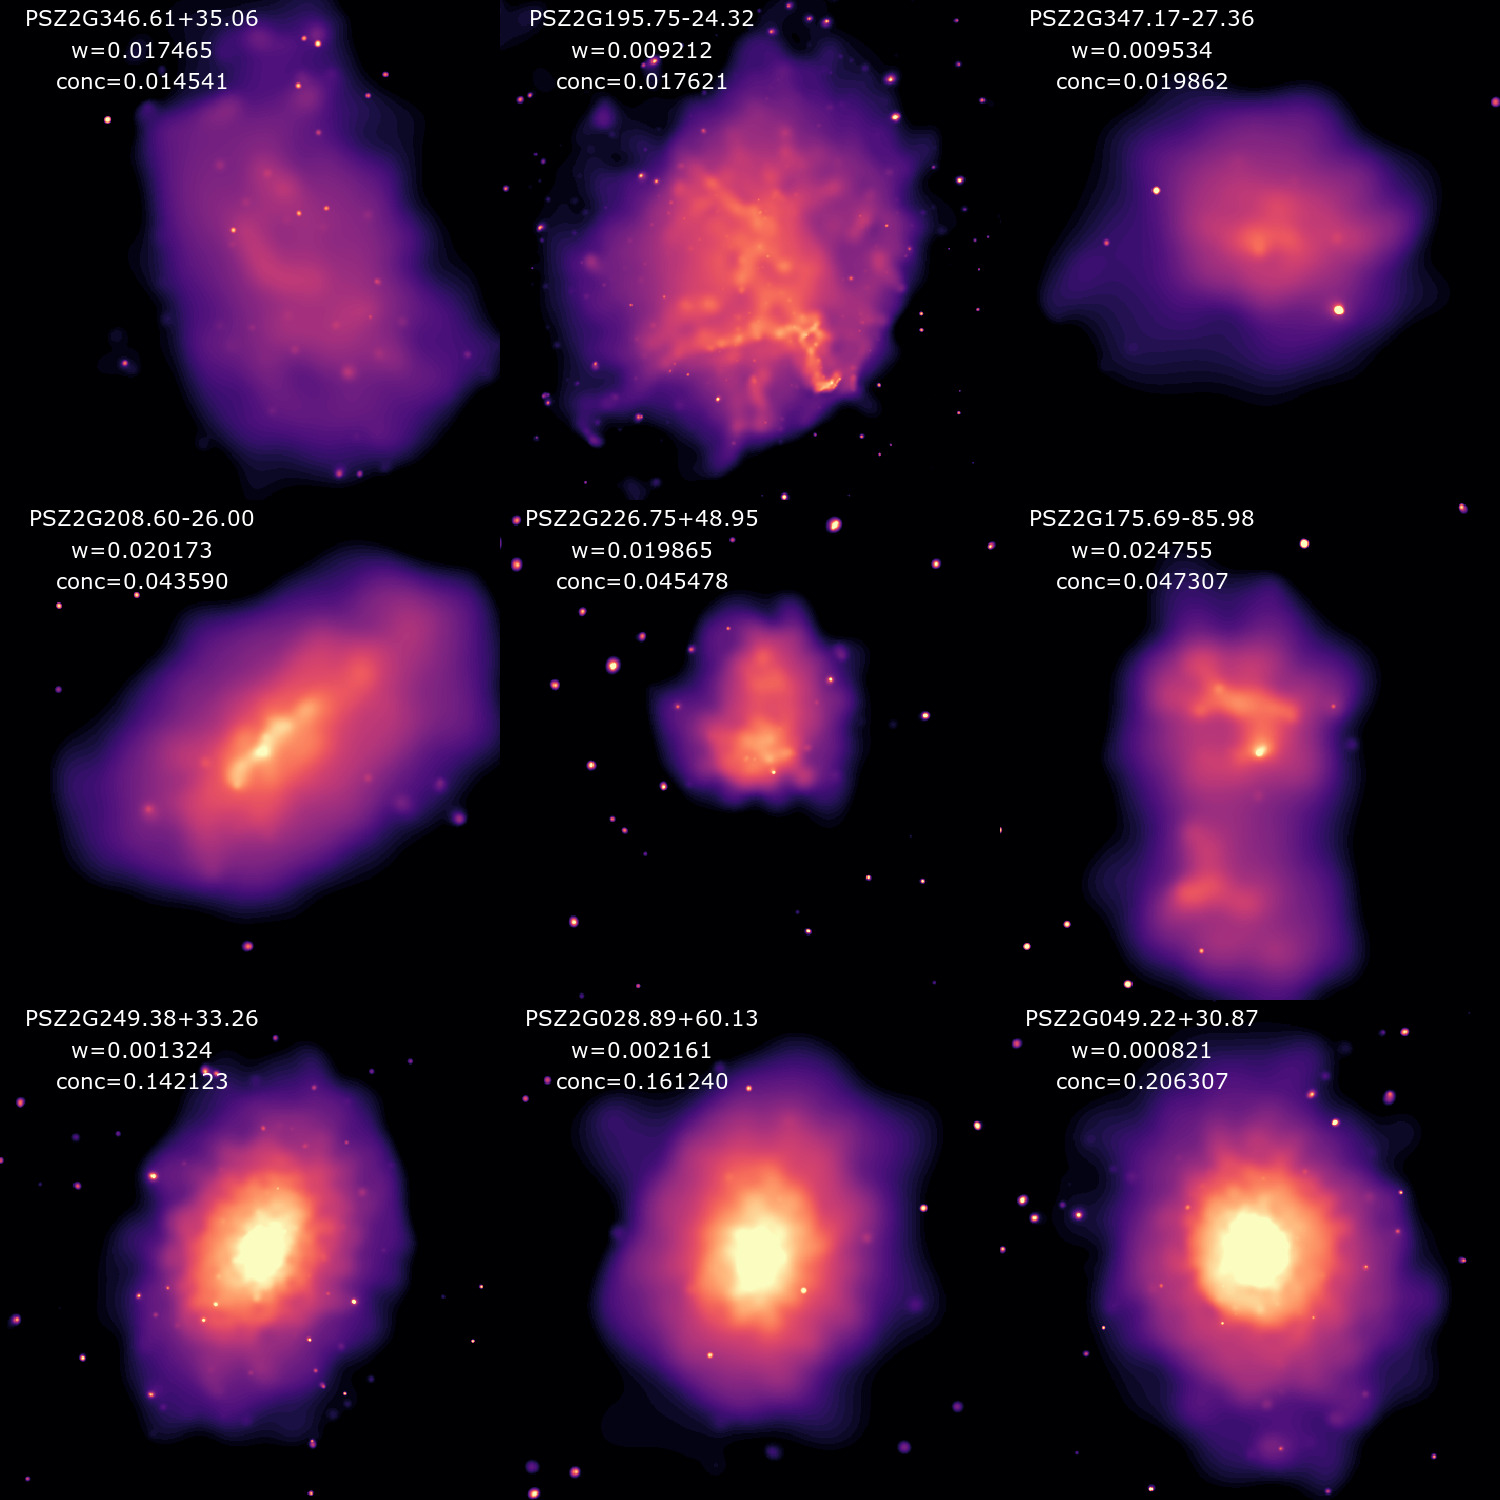 PSZ2G346.61+35.06
w=0.017465
conc=0.014541
PSZ2G195.75-24.32
w=0.009212
conc=0.017621
PSZ2G347.17-27.36
w=0.009534
conc=0.019862
PSZ2G208.60-26.00
w=0.020173
conc=0.043590
PSZ2G226.75+48.95
w=0.019865
conc=0.045478
PSZ2G175.69-85.98
w=0.024755
conc=0.047307
PSZ2G249.38+33.26
w=0.001324
conc=0.142123
PSZ2G028.89+60.13
w=0.002161
conc=0.161240
PSZ2G049.22+30.87
w=0.000821
conc=0.206307